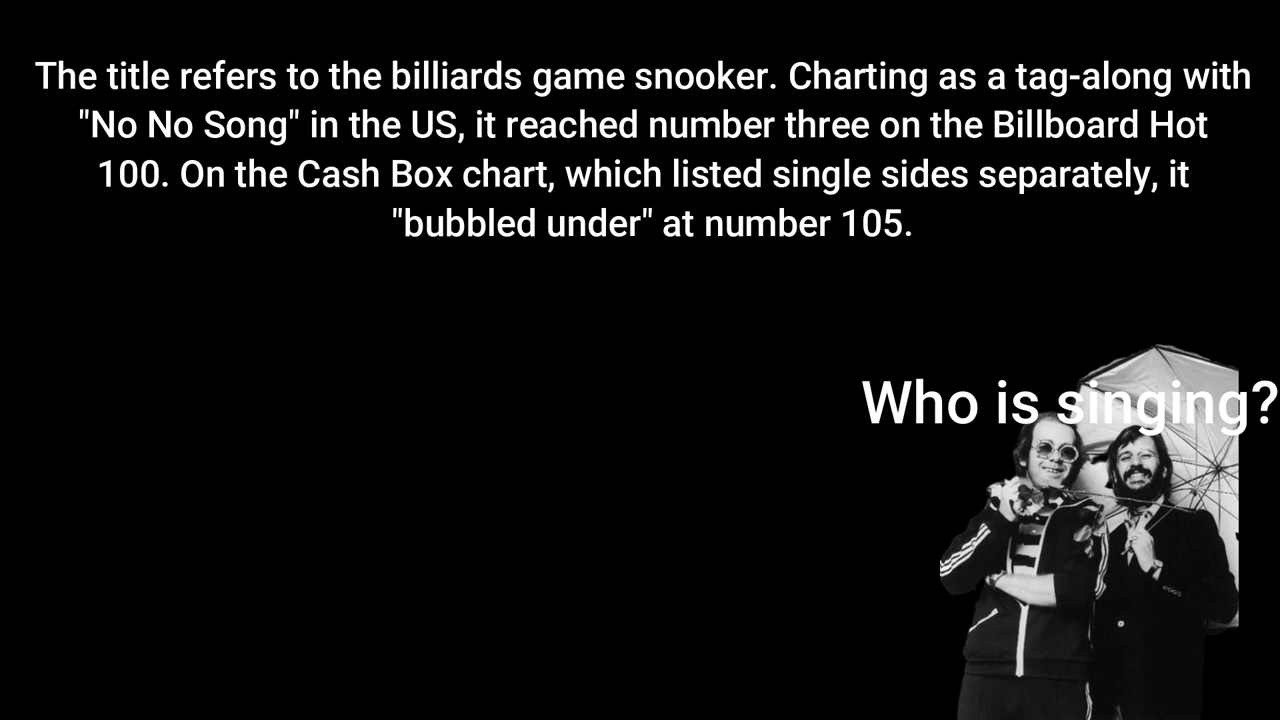 The title refers to the billiards game snooker. Charting as a tag-along with
"No No Song" in the US, it reached number three on the Billboard Hot
100. On the Cash Box chart, which listed single sides separately, it
"bubbled under" at number 105.
Who is singing?